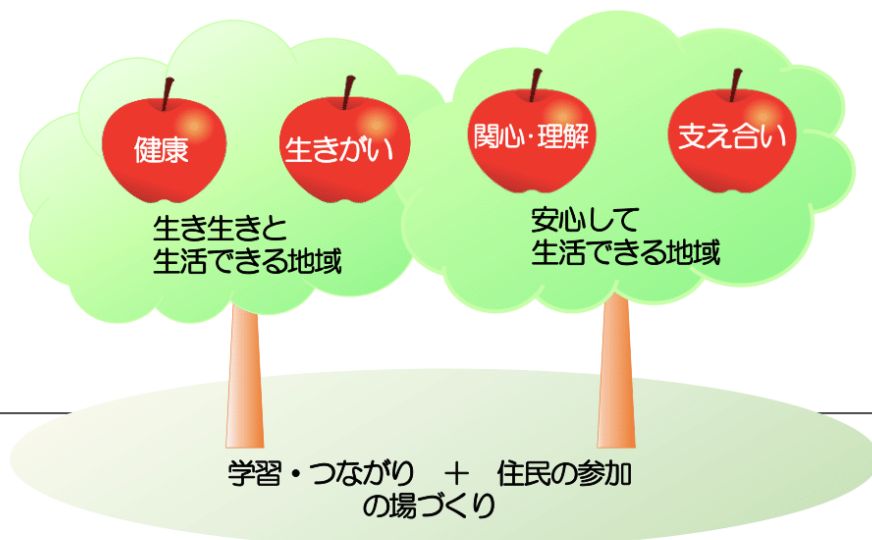 健康
生きがい
関心・理解
支え合い
生き生きと
生活できる地域
安心して
生活できる地域
学習・つながり　＋　住民の参加
の場づくり